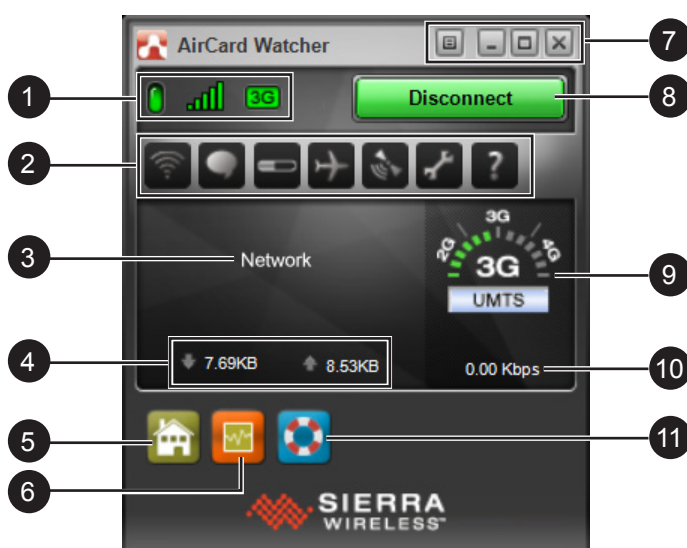 AirCard Watcher
7
1
3G
Disconnect
8
2
?
3
Network
2G
3G
4G
3G
UMTS
9
4
7.69KB
8.53KB
0.00 Kbps
10
5
11
6
SIERRA
WIRELESS™